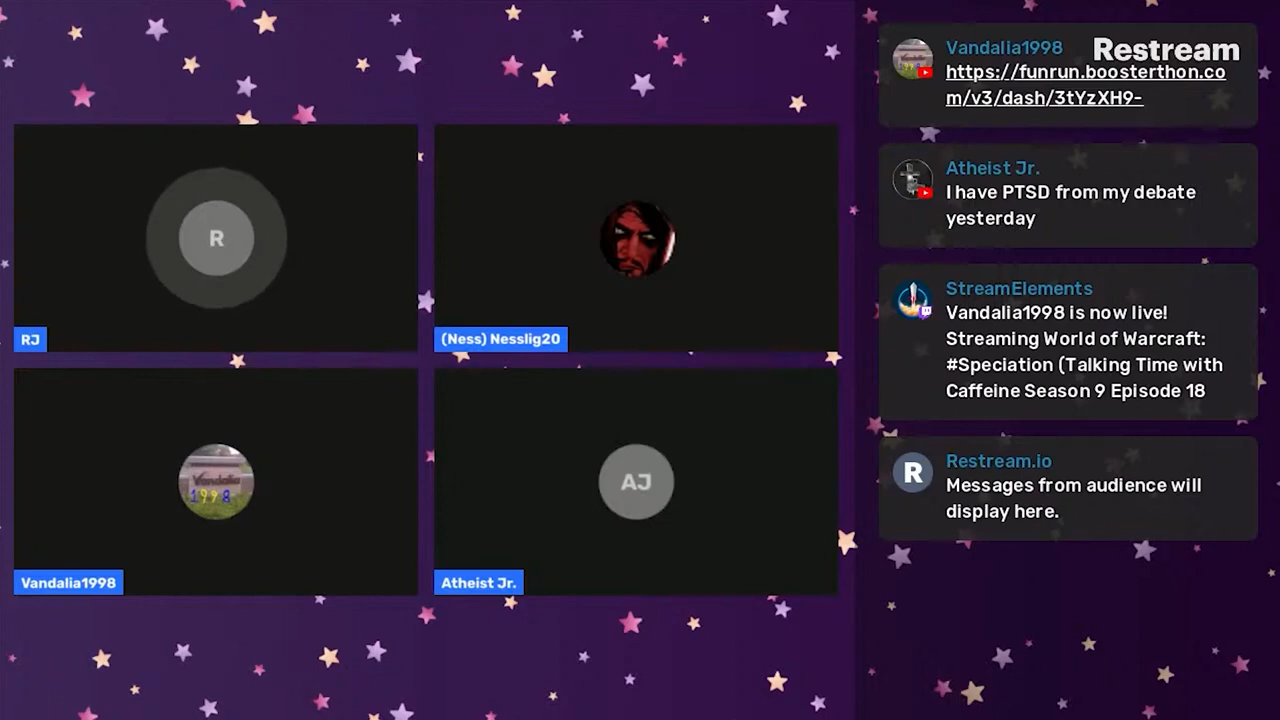 R
RJ
(Ness) Nesslig20
Vandalia
1998
Vandalia1998
AJ
Atheist Jr.
Restream
Vandalia1998
https://funrun.boosterthon.co
m/v3/dash/3tYzXH9-
Atheist Jr.
I have PTSD from my debate
yesterday
StreamElements
Vandalia1998 is now live!
Streaming World of Warcraft:
#Speciation (Talking Time with
Caffeine Season 9 Episode 18
R
Restream.io
Messages from audience will
display here.